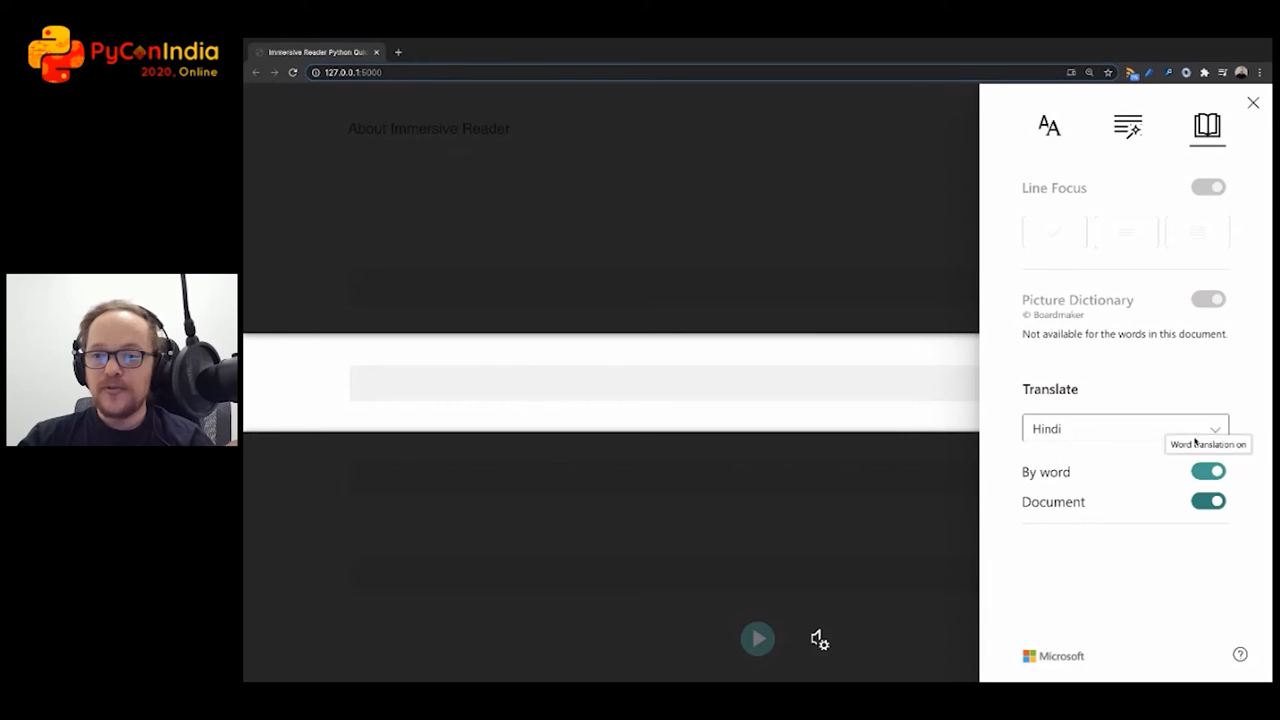 PyConIndia
2020, Online
Immersive Reader Python Quic
127.0.0.1:5000
About Immersive Reader
Line Focus
Picture Dictionary
© Boardmaker
Not available for the words in this document.
Translate
Hindi
Word translation on
By word
Document
Microsoft